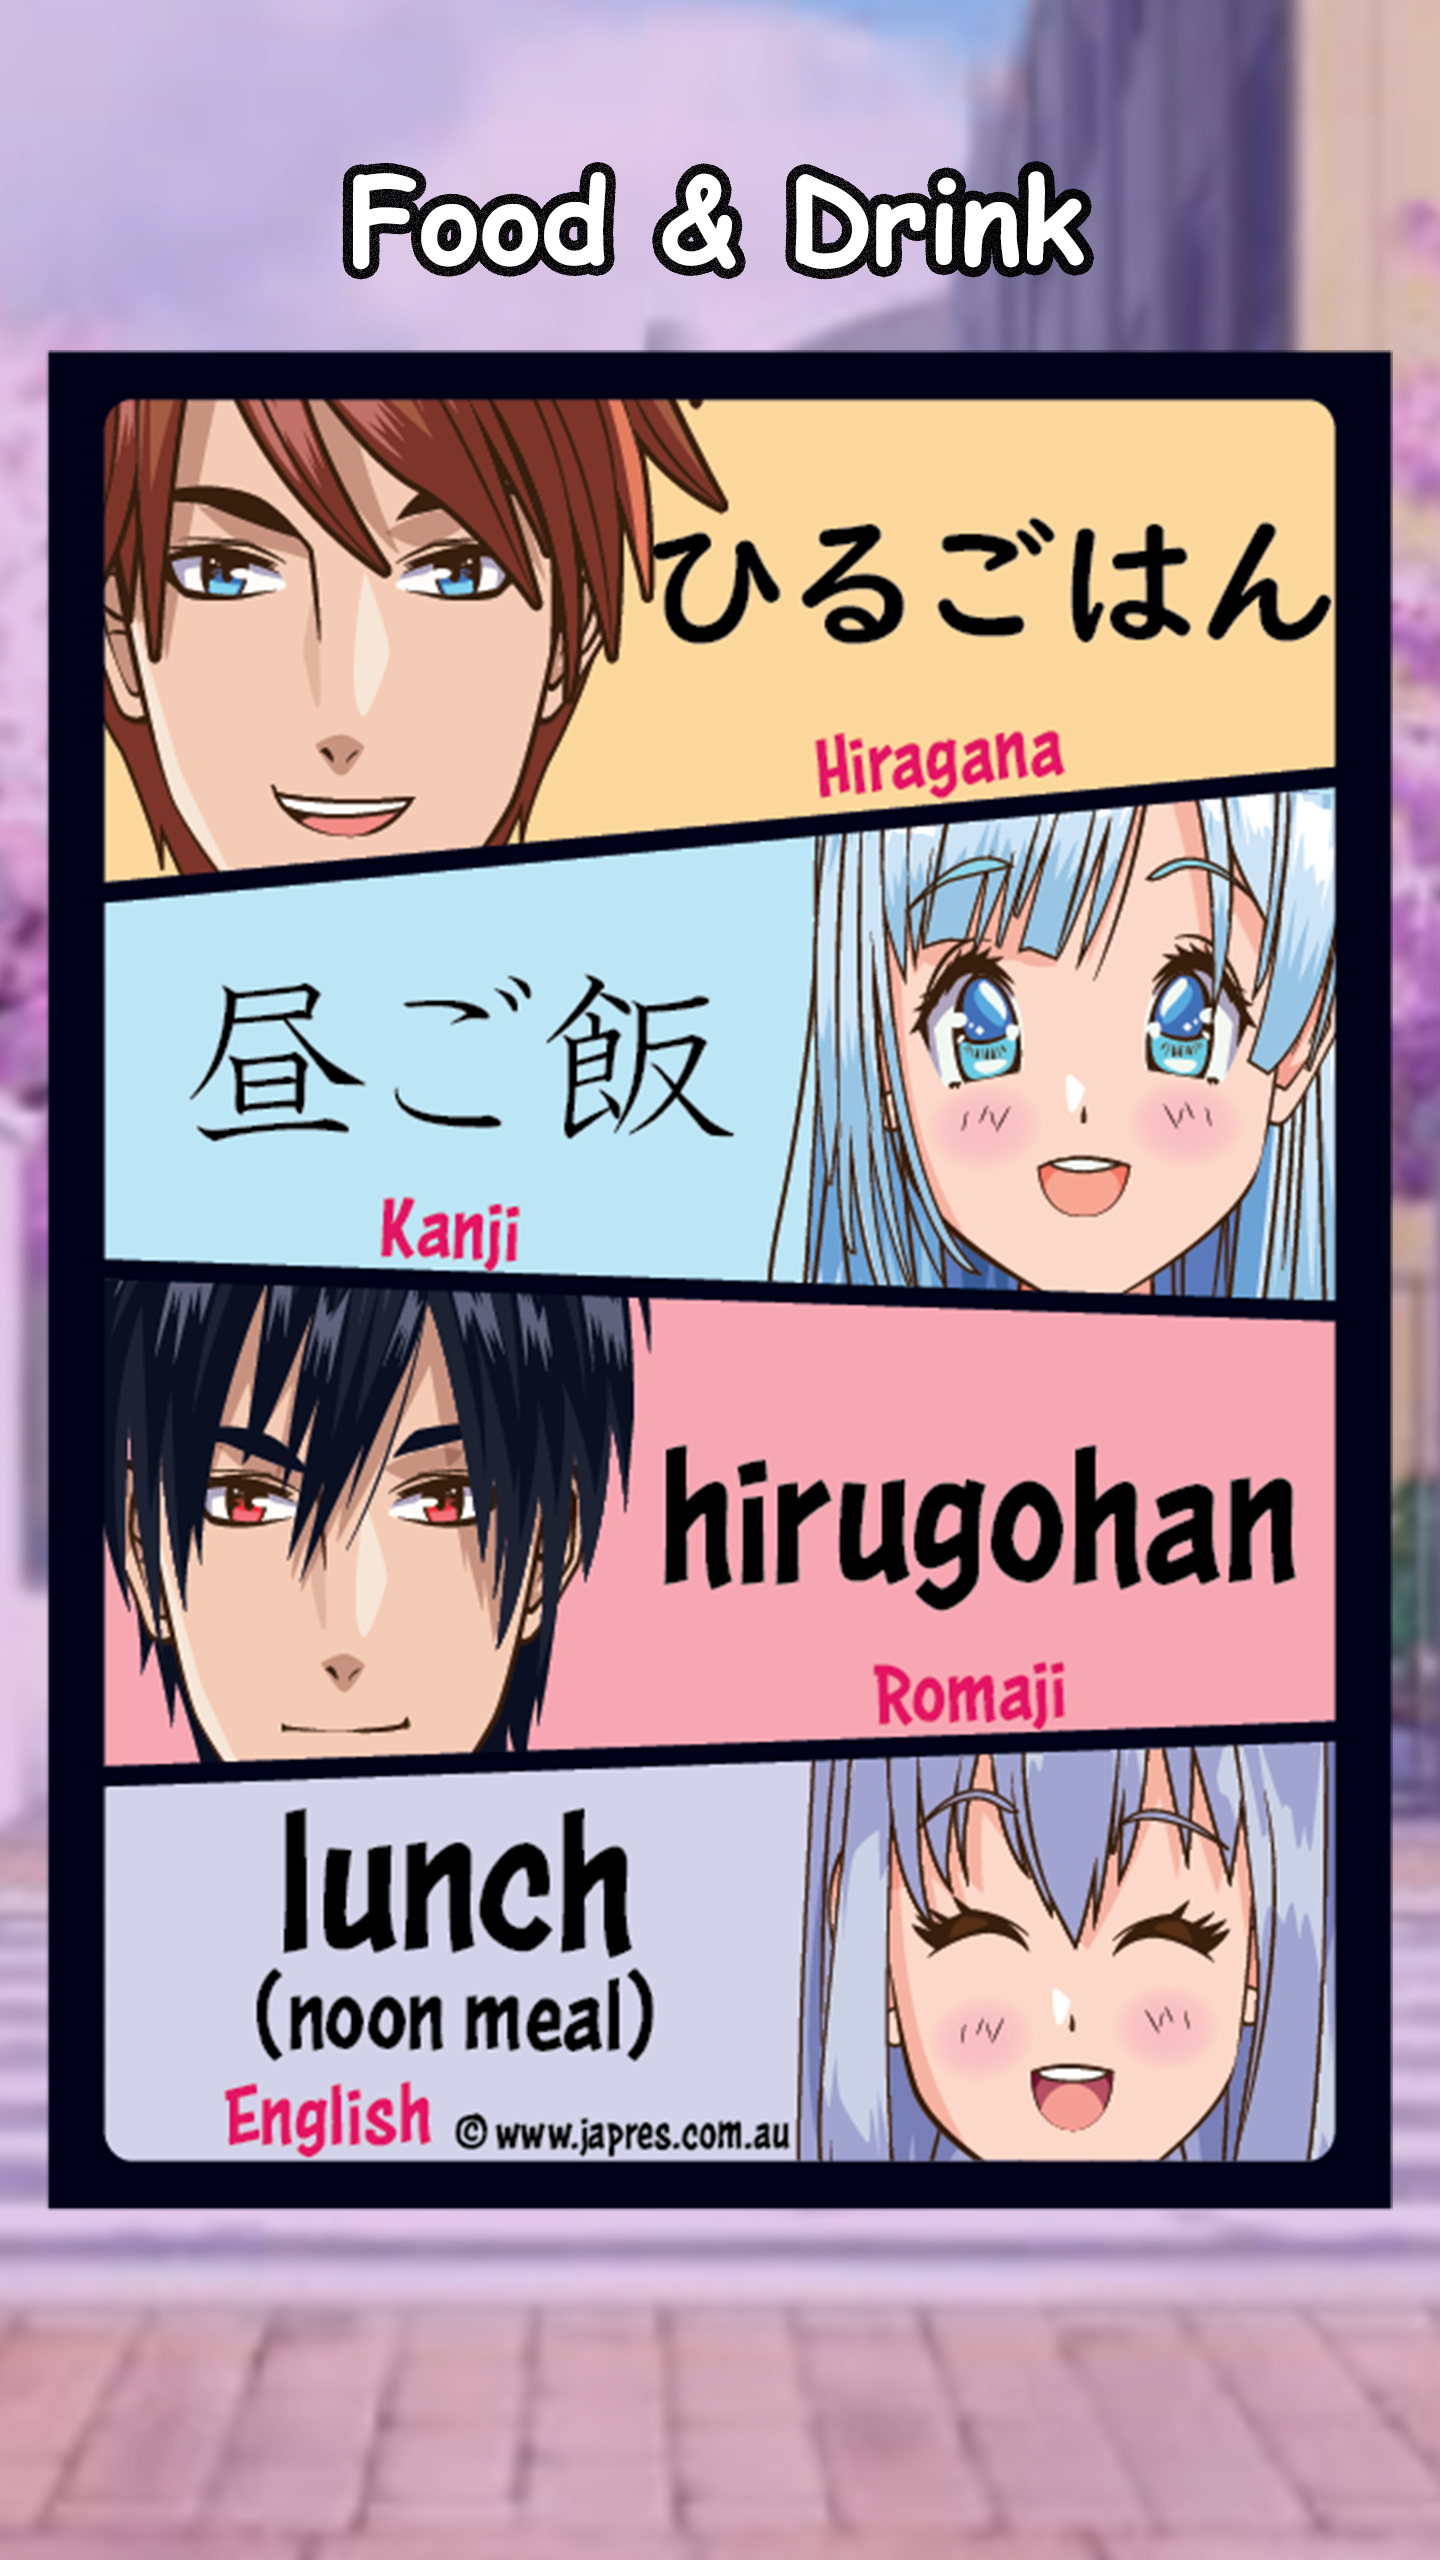 Food & Drink
ひるごはん
Hiragana
昼ご飯
Kanji
hirugohan
Romaji
lunch
(noon meal)
English © www.japres.com.au